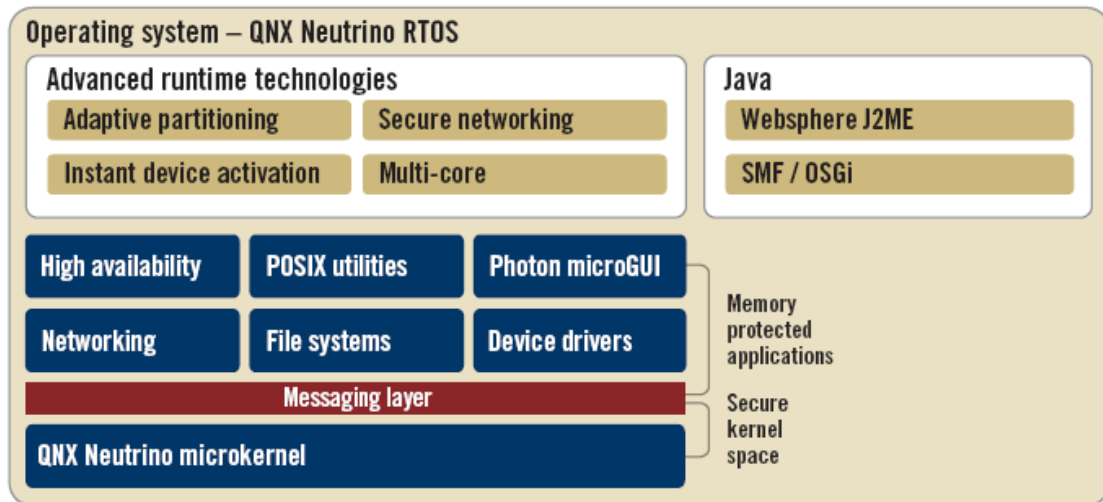 Operating system – QNX Neutrino RTOS
Advanced runtime technologies
Adaptive partitioning
Secure networking
Instant device activation
Multi-core
Java
Websphere J2ME
SMF / OSGi
High availability
POSIX utilities
Photon microGUI
Networking
File systems
Device drivers
Memory
protected
applications
Messaging layer
QNX Neutrino microkernel
Secure
kernel
space